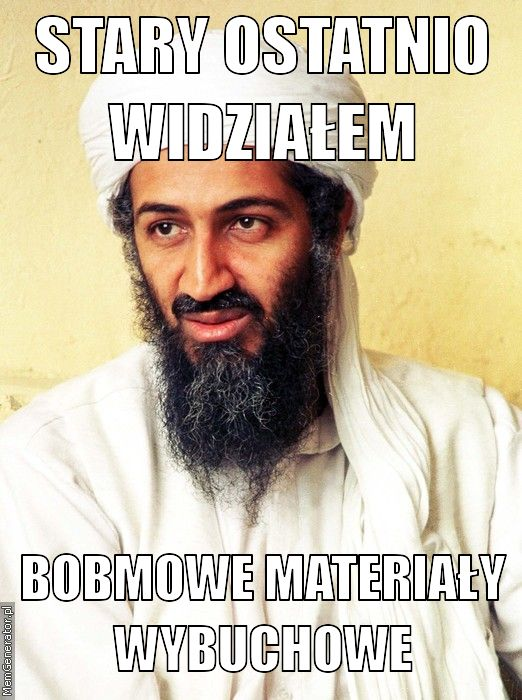 STARY OSTATNIO
WIDZIAŁEM
BOBMOWE MATERIAŁY
WYBUCHOWE
MemGenerator.pl